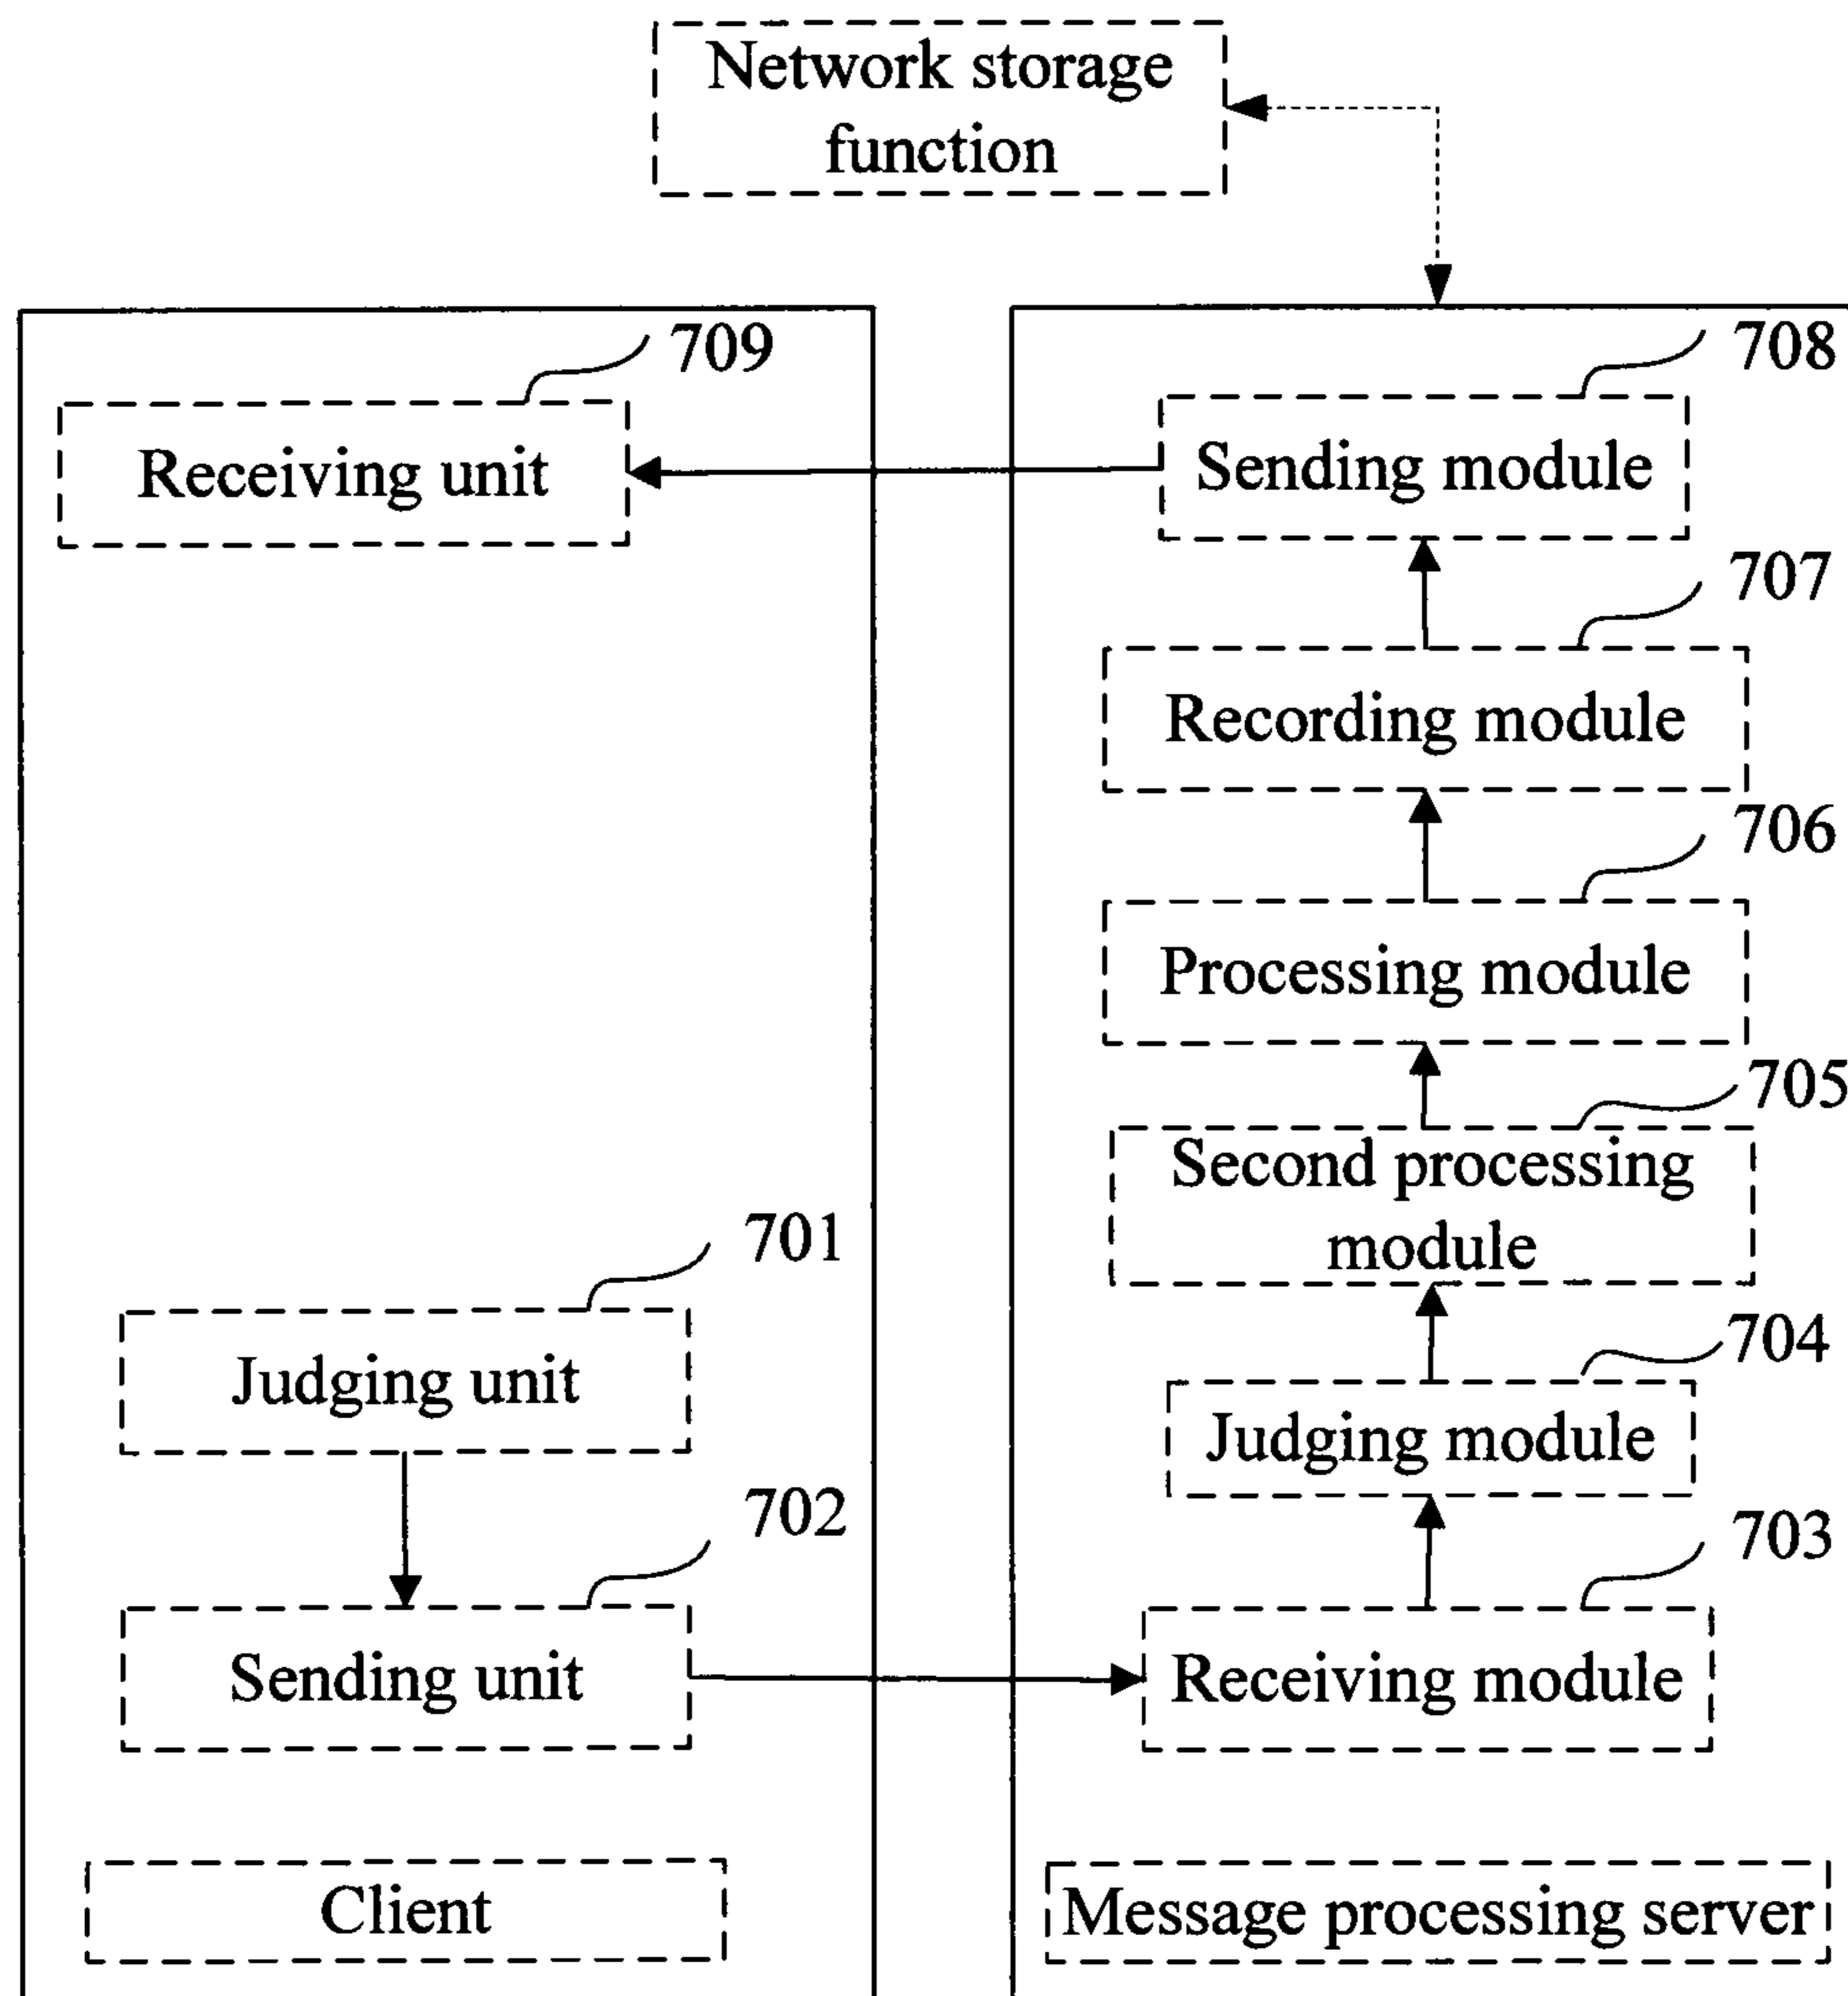 Network storage
function
709
708
Receiving unit
Sending module
707
Recording module
706
Processing module
705
Second processing
module
701
704
Judging unit
Judging module
702
703
Sending unit
Receiving module
Client
Message processing server